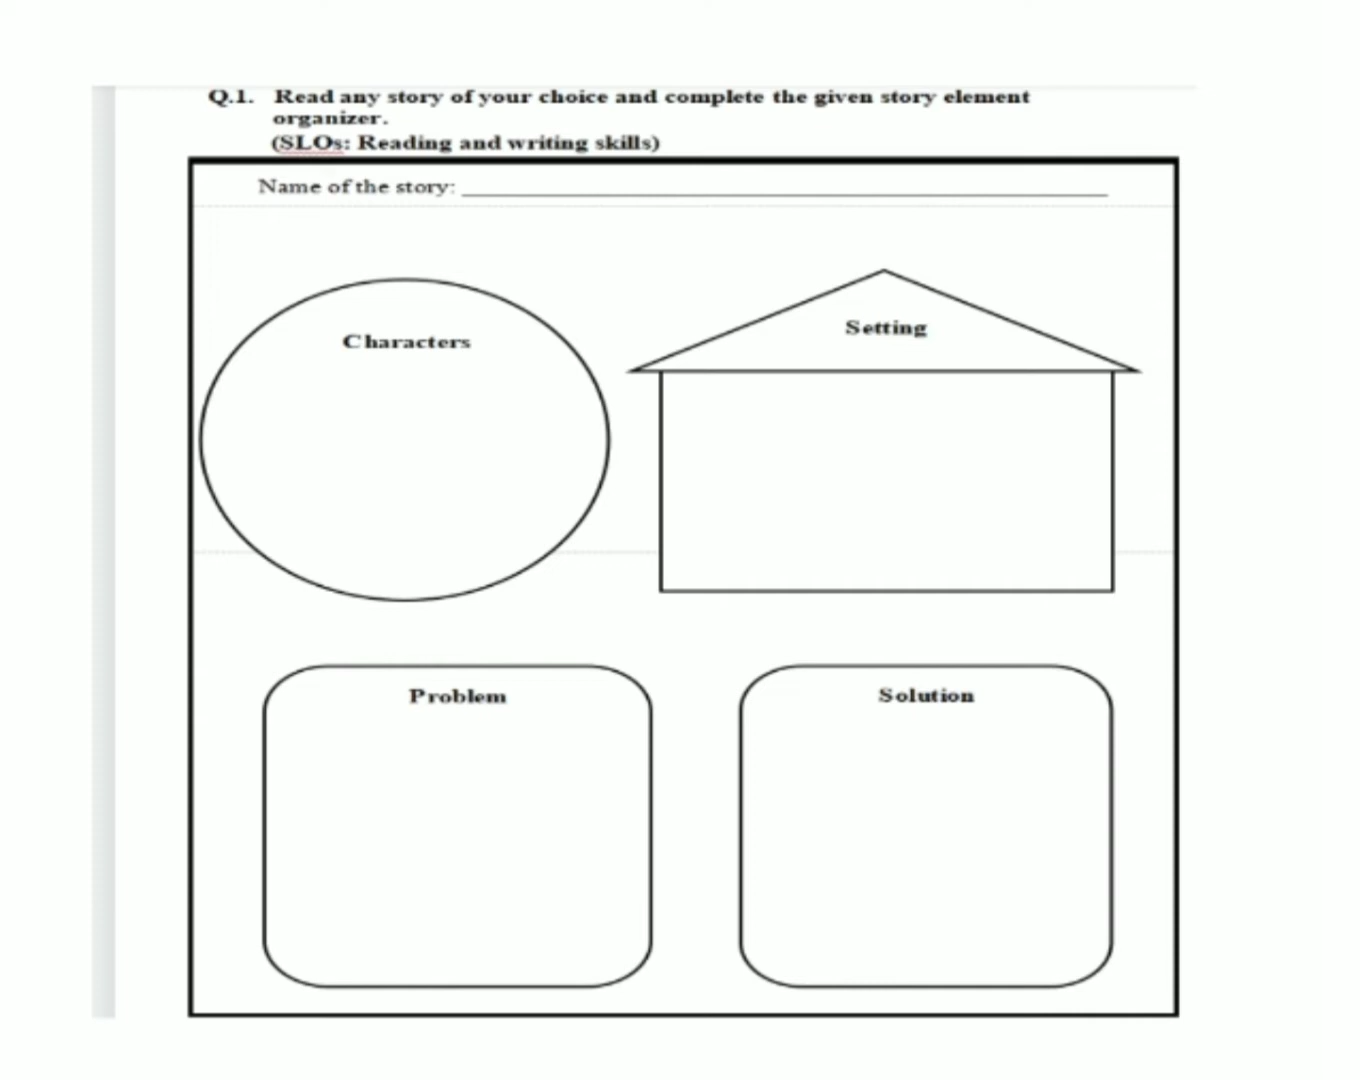 Q.1. Read any story of your choice and complete the given story element
organizer.
(SLOs: Reading and writing skills)
Name of the story:
Characters
Setting
Problem
Solution